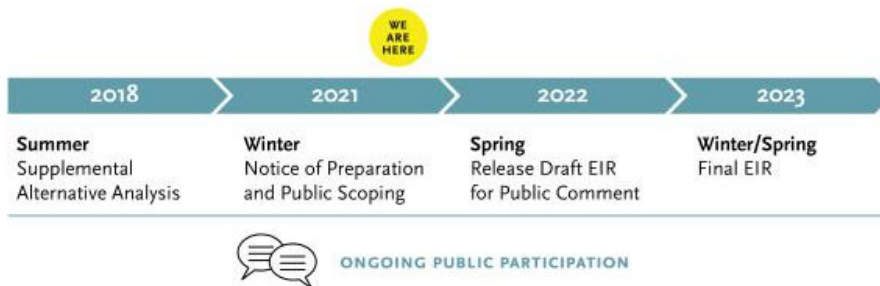 WE
ARE
HERE
2018
2021
2022
2023
Summer
Supplemental
Alternative Analysis
Winter
Notice of Preparation
and Public Scoping
Spring
Release Draft EIR
for Public Comment
Winter/Spring
Final EIR
ONGOING PUBLIC PARTICIPATION